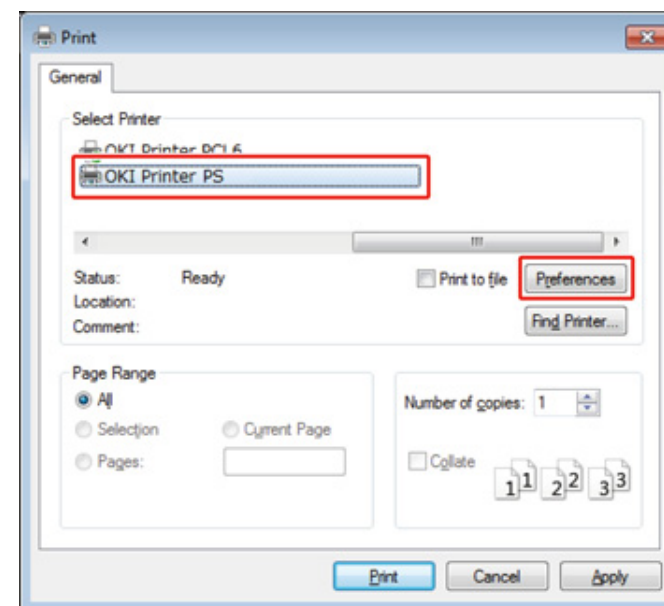 Print
General
Select Printer
OKI Printer PCL6
OKI Printer PS
Status: Ready
Print to file
Preferences
Location:
Comment:
Find Printer...
Page Range
All
Selection
Current Page
Pages:
Number of copies: 1
Collate
1 1 2 2 3 3
Print
Cancel
Apply